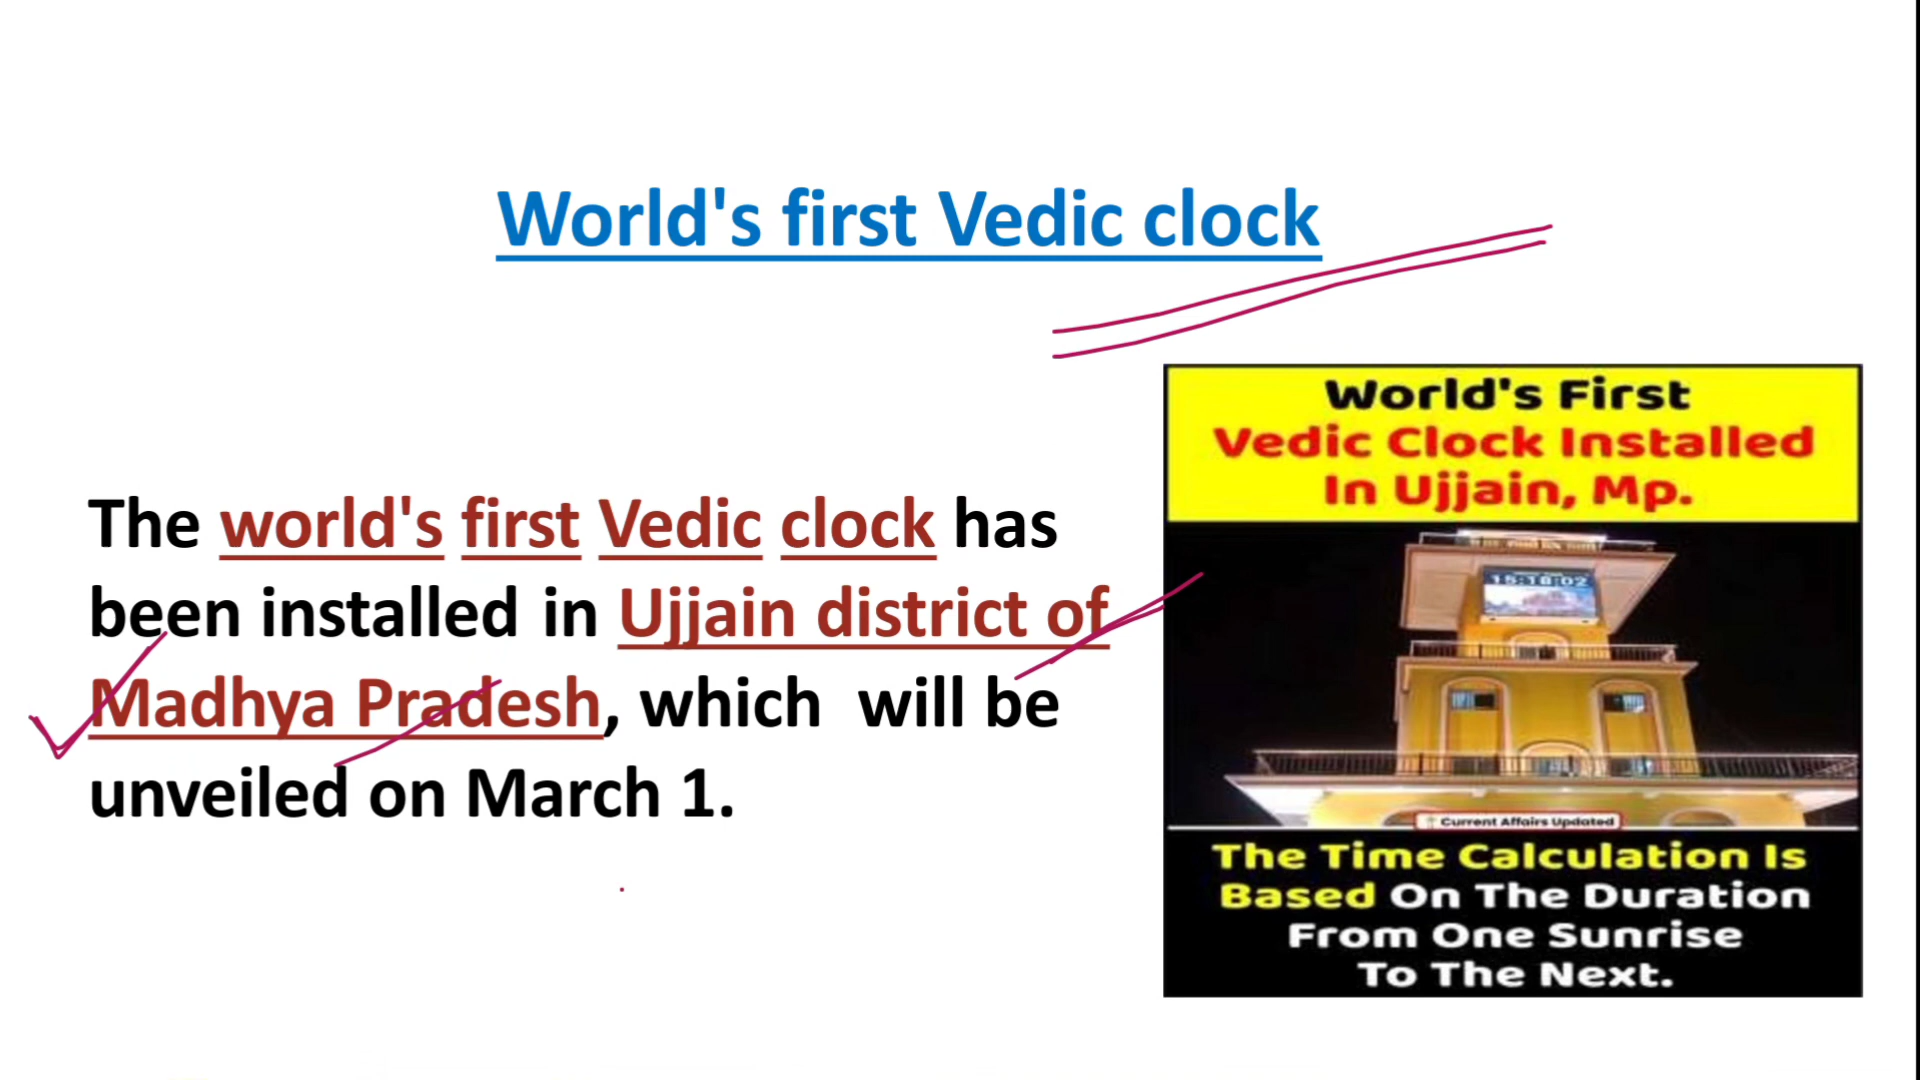 World's first Vedic clock
The world's first Vedic clock has
been installed in Ujjain district of
Madhya Pradesh, which will be
unveiled on March 1.
World's First
Vedic Clock Installed
In Ujjain, Mp.
15:18:02
Current Affairs Updated
The Time Calculation Is
Based On The Duration
From One Sunrise
To The Next.